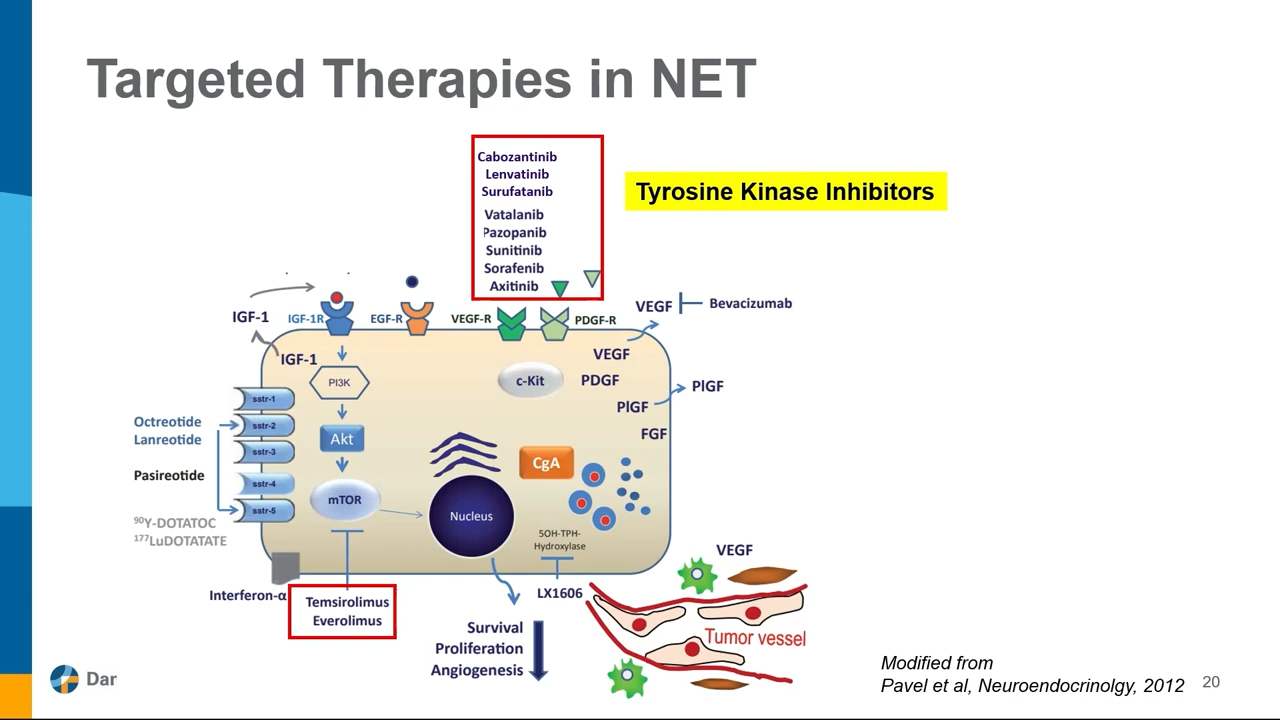 Targeted Therapies in NET
Cabozantinib
Lenvatinib
Surufatanib
Vatalanib
Pazopanib
Sunitinib
Sorafenib
Axitinib
Tyrosine Kinase Inhibitors
IGF-1
IGF-1R
EGF-R
VEGF-R
PDGF-R
VEGF
Bevacizumab
IGF-1
PI3K
Akt
mTOR
c-Kit
VEGF
PDGF
PlGF
PlGF
FGF
sstr-1
sstr-2
sstr-3
sstr-4
sstr-5
Octreotide
Lanreotide
Pasireotide
90Y-DOTATOC
177LuDOTATATE
CgA
Nucleus
5OH-TPH-
Hydroxylase
Interferon-α
Temsirolimus
Everolimus
LX1606
Survival
Proliferation
Angiogenesis
VEGF
Tumor vessel
Modified from
Pavel et al, Neuroendocrinolgy, 2012
20
Dar